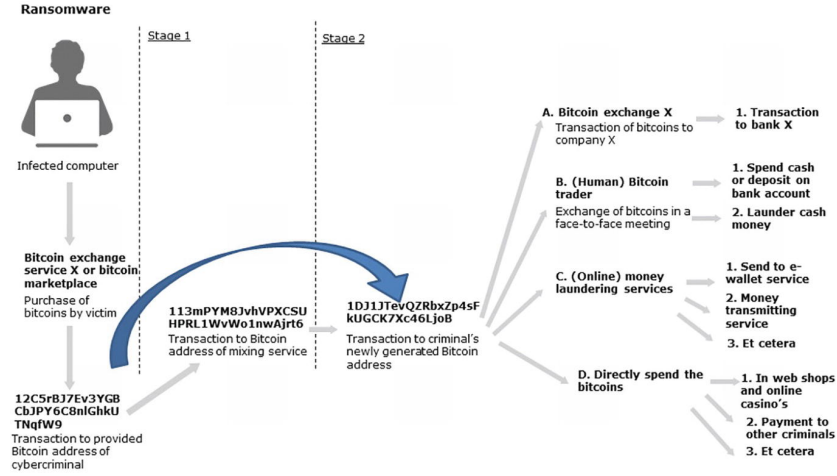 Ransomware
Stage 1
Stage 2
Infected computer
Bitcoin exchange
service X or bitcoin
marketplace
Purchase of
bitcoins by victim
12C5rBJ7Ev3YGB
CbJPY6C8nlGhkU
TNqfW9
Transaction to provided
Bitcoin address of
cybercriminal
113mPYM8JvhVPXCSU
HPRL1WvWo1nwAjrt6
Transaction to Bitcoin
address of mixing service
1DJ1JTevQZRbxZp4sF
kUGCK7Xc46LjoB
Transaction to criminal's
newly generated Bitcoin
address
A. Bitcoin exchange X
Transaction of bitcoins to
company X
1. Transaction
to bank X
B. (Human) Bitcoin
trader
Exchange of bitcoins in a
face-to-face meeting
1. Spend cash
or deposit on
bank account
2. Launder cash
money
C. (Online) money
laundering services
1. Send to e-
wallet service
2. Money
transmitting
service
3. Et cetera
D. Directly spend the
bitcoins
1. In web shops
and online
casino's
2. Payment to
other criminals
3. Et cetera